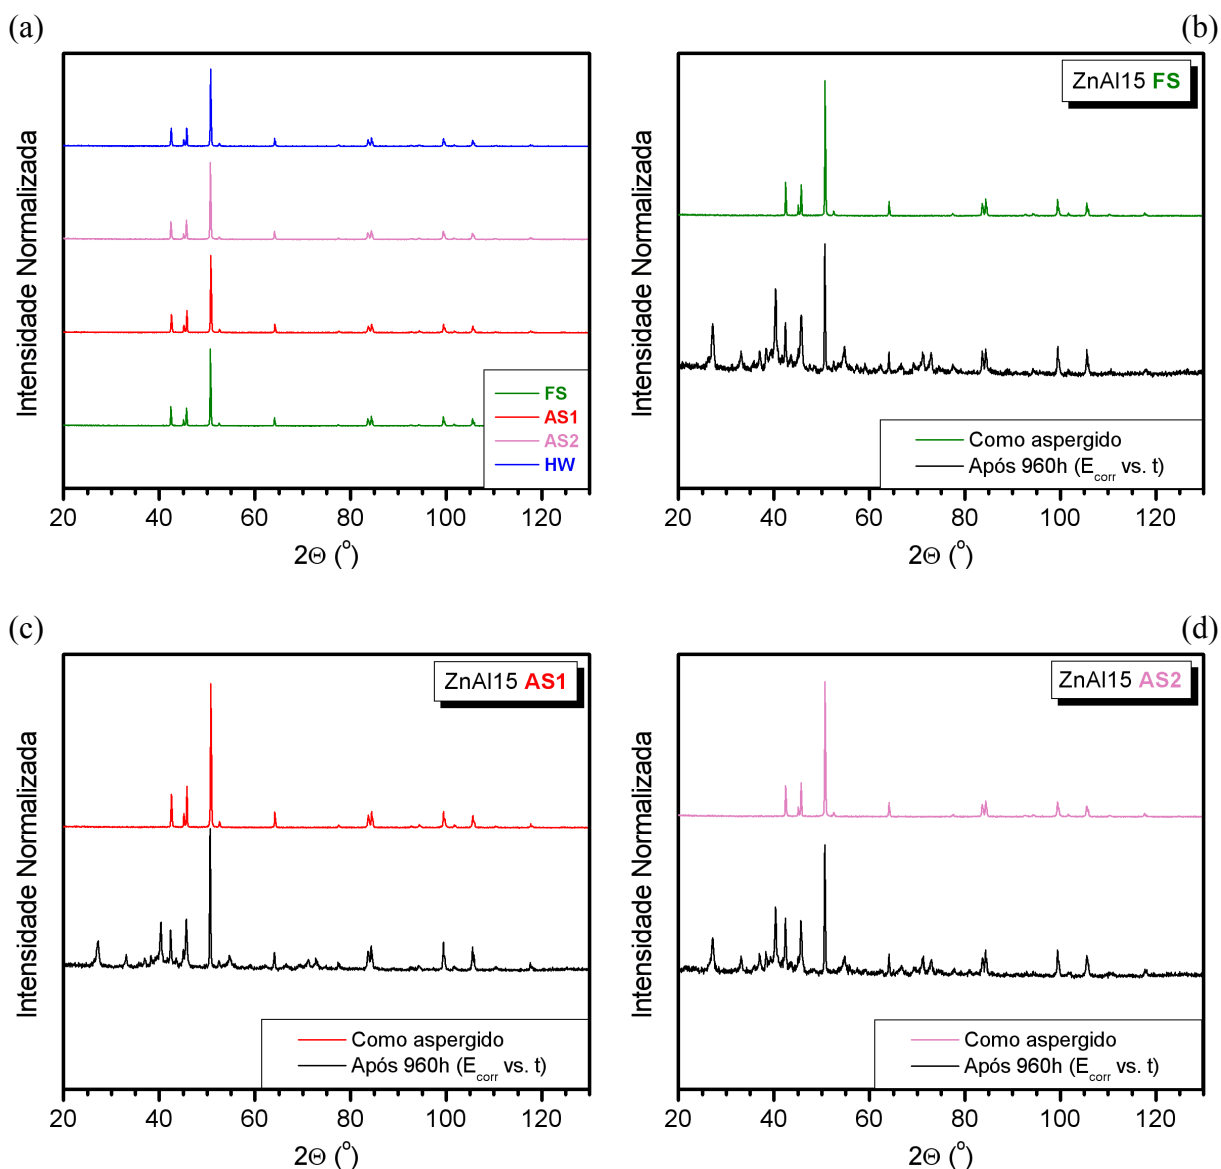 (a)
Intensidade Normalizada
FS
AS1
AS2
HW
20 40 60 80 100 120
2Θ (°)
(b)
Intensidade Normalizada
ZnAl15 FS
Como aspergido
Após 960h (Ecorr vs. t)
20 40 60 80 100 120
2Θ (°)
(c)
Intensidade Normalizada
ZnAl15 AS1
Como aspergido
Após 960h (Ecorr vs. t)
20 40 60 80 100 120
2Θ (°)
(d)
Intensidade Normalizada
ZnAl15 AS2
Como aspergido
Após 960h (Ecorr vs. t)
20 40 60 80 100 120
2Θ (°)